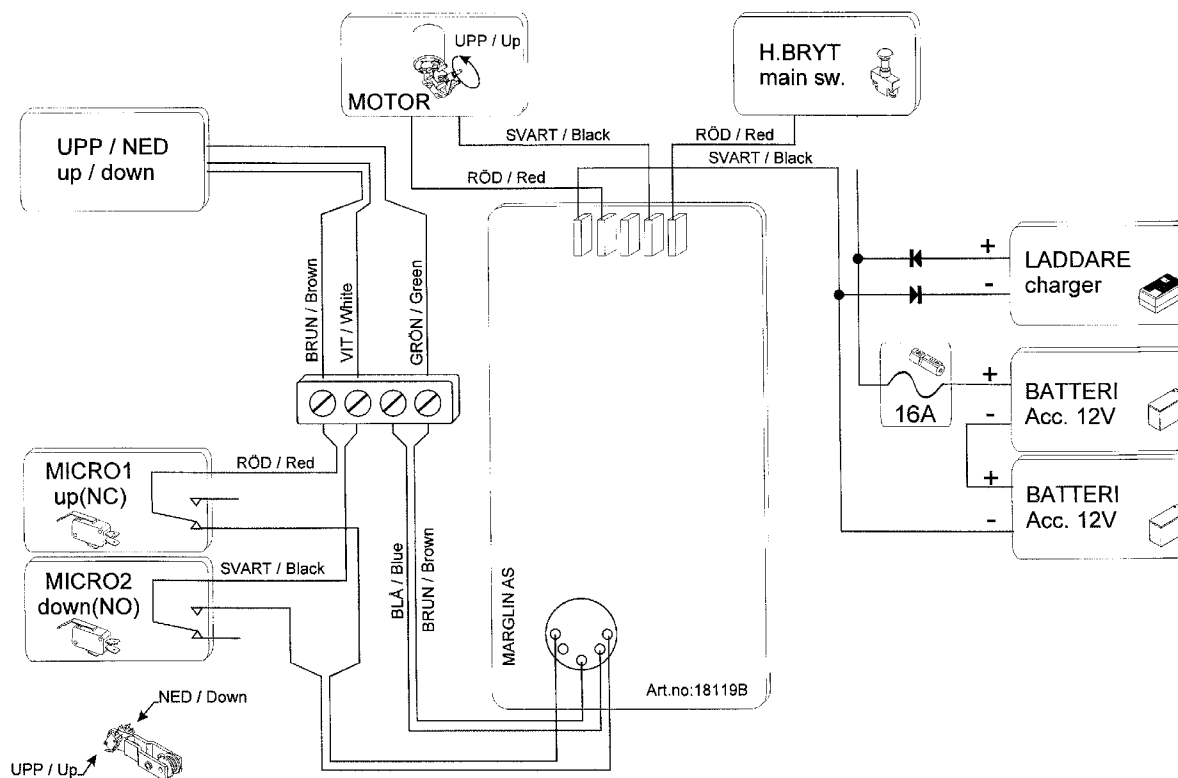 UPP / Up
MOTOR
H.BRYT
main sw.
UPP / NED
up / down
SVART / Black
RÖD / Red
SVART / Black
RÖD / Red
BRUN / Brown
VIT / White
GRÖN / Green
+
-
LADDARE
charger
16A
+
-
BATTERI
Acc. 12V
+
-
BATTERI
Acc. 12V
MICRO1
up(NC)
RÖD / Red
MICRO2
down(NO)
SVART / Black
BLÅ / Blue
BRUN / Brown
MARGLIN AS
Art.no:18119B
NED / Down
UPP / Up